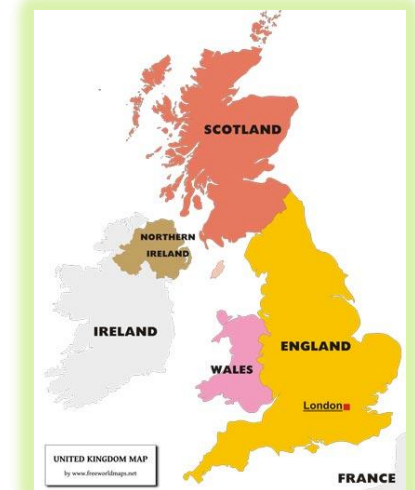 SCOTLAND
NORTHERN
IRELAND
IRELAND
WALES
ENGLAND
London
UNITED KINGDOM MAP
by www.freeworldmaps.net
FRANCE